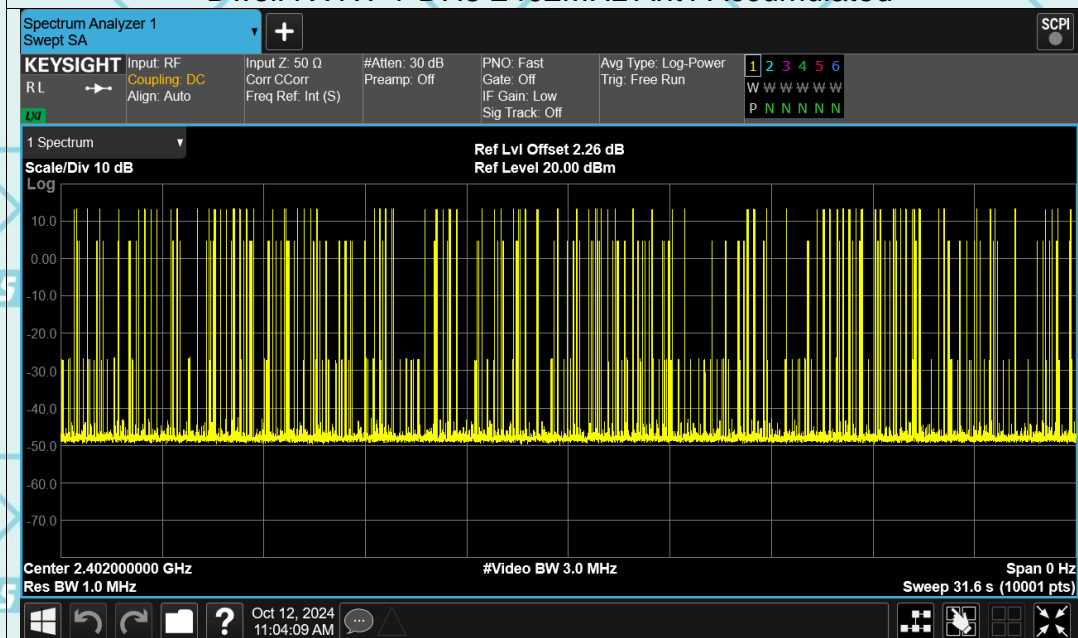 Spectrum Analyzer 1
Swept SA
+
SCPI
KEYSIGHT
RL
LXI
Input: RF
Coupling: DC
Align: Auto
Input Z: 50 Ω
Corr CCorr
Freq Ref: Int (S)
#Atten: 30 dB
Preamp: Off
PNO: Fast
Gate: Off
IF Gain: Low
Sig Track: Off
Avg Type: Log-Power
Trig: Free Run
1 2 3 4 5 6
W W W W W W
P N N N N N
1 Spectrum
Scale/Div 10 dB
Ref Lvl Offset 2.26 dB
Ref Level 20.00 dBm
Log
10.0
0.00
-10.0
-20.0
-30.0
-40.0
-50.0
-60.0
-70.0
Center 2.402000000 GHz
#Video BW 3.0 MHz
Span 0 Hz
Res BW 1.0 MHz
Sweep 31.6 s (10001 pts)
?
Oct 12, 2024
11:04:09 AM